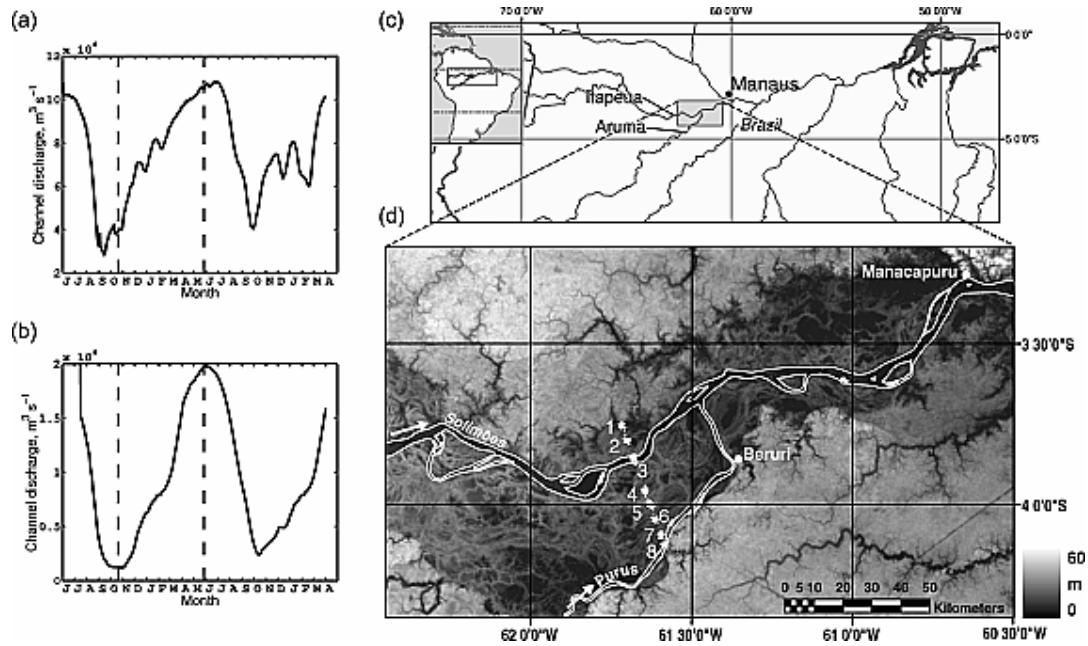 (a)
x 10⁴
12
10
8
6
4
2
Channel discharge, m³ s⁻¹
J J A S O N D J F M A M J J A S O N D J F M A
Month
(b)
x 10⁴
2
1.5
1
0.5
0
Channel discharge, m³ s⁻¹
J J A S O N D J F M A M J J A S O N D J F M A
Month
(c)
70°0'0"W
60°0'0"W
50°0'0"W
0°0'0"
5°0'0"S
Manaus
Itapeua
Aruma
Brazil
(d)
Manacapuru
3°30'0"S
Solimões
1
2
3
Beruri
4
4°0'0"S
5
6
7
8
Purus
0 5 10 20 30 40 50
Kilometers
60
m
0
62°0'0"W
61°30'0"W
61°0'0"W
60°30'0"W